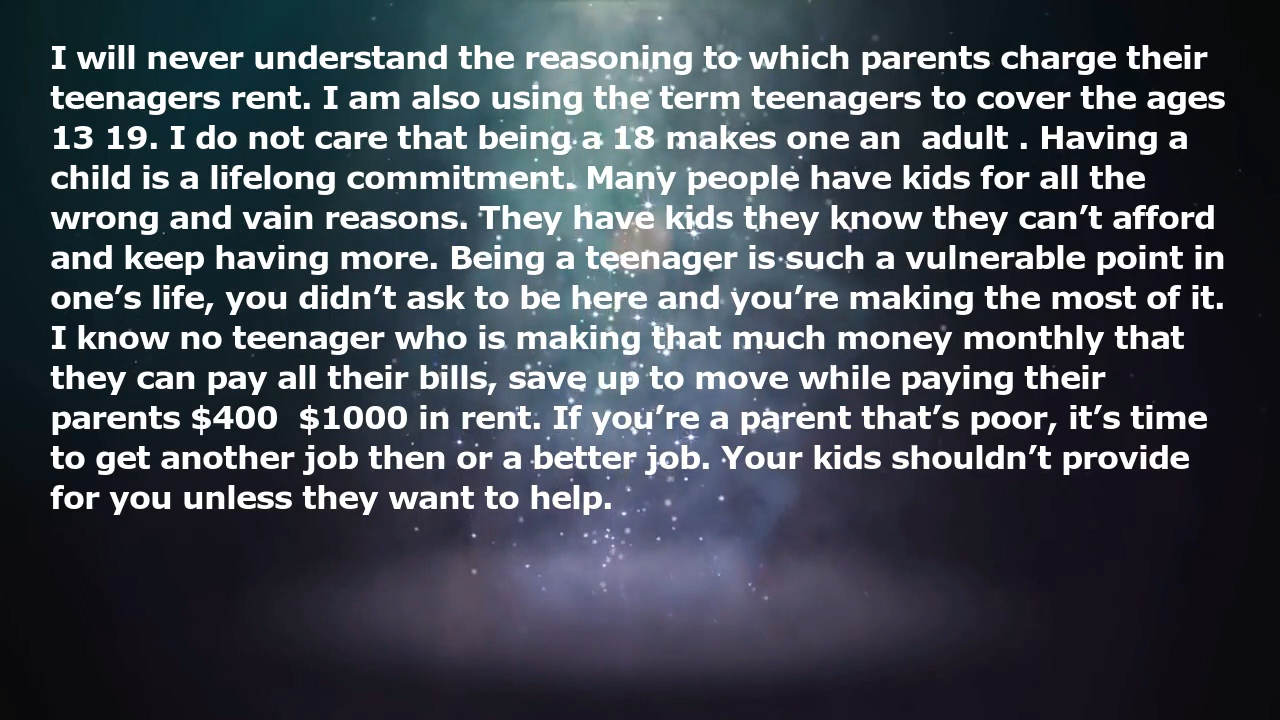 I will never understand the reasoning to which parents charge their
teenagers rent. I am also using the term teenagers to cover the ages
13 19. I do not care that being a 18 makes one an  adult . Having a
child is a lifelong commitment. Many people have kids for all the
wrong and vain reasons. They have kids they know they can’t afford
and keep having more. Being a teenager is such a vulnerable point in
one’s life, you didn’t ask to be here and you’re making the most of it.
I know no teenager who is making that much money monthly that
they can pay all their bills, save up to move while paying their
parents $400  $1000 in rent. If you’re a parent that’s poor, it’s time
to get another job then or a better job. Your kids shouldn’t provide
for you unless they want to help.